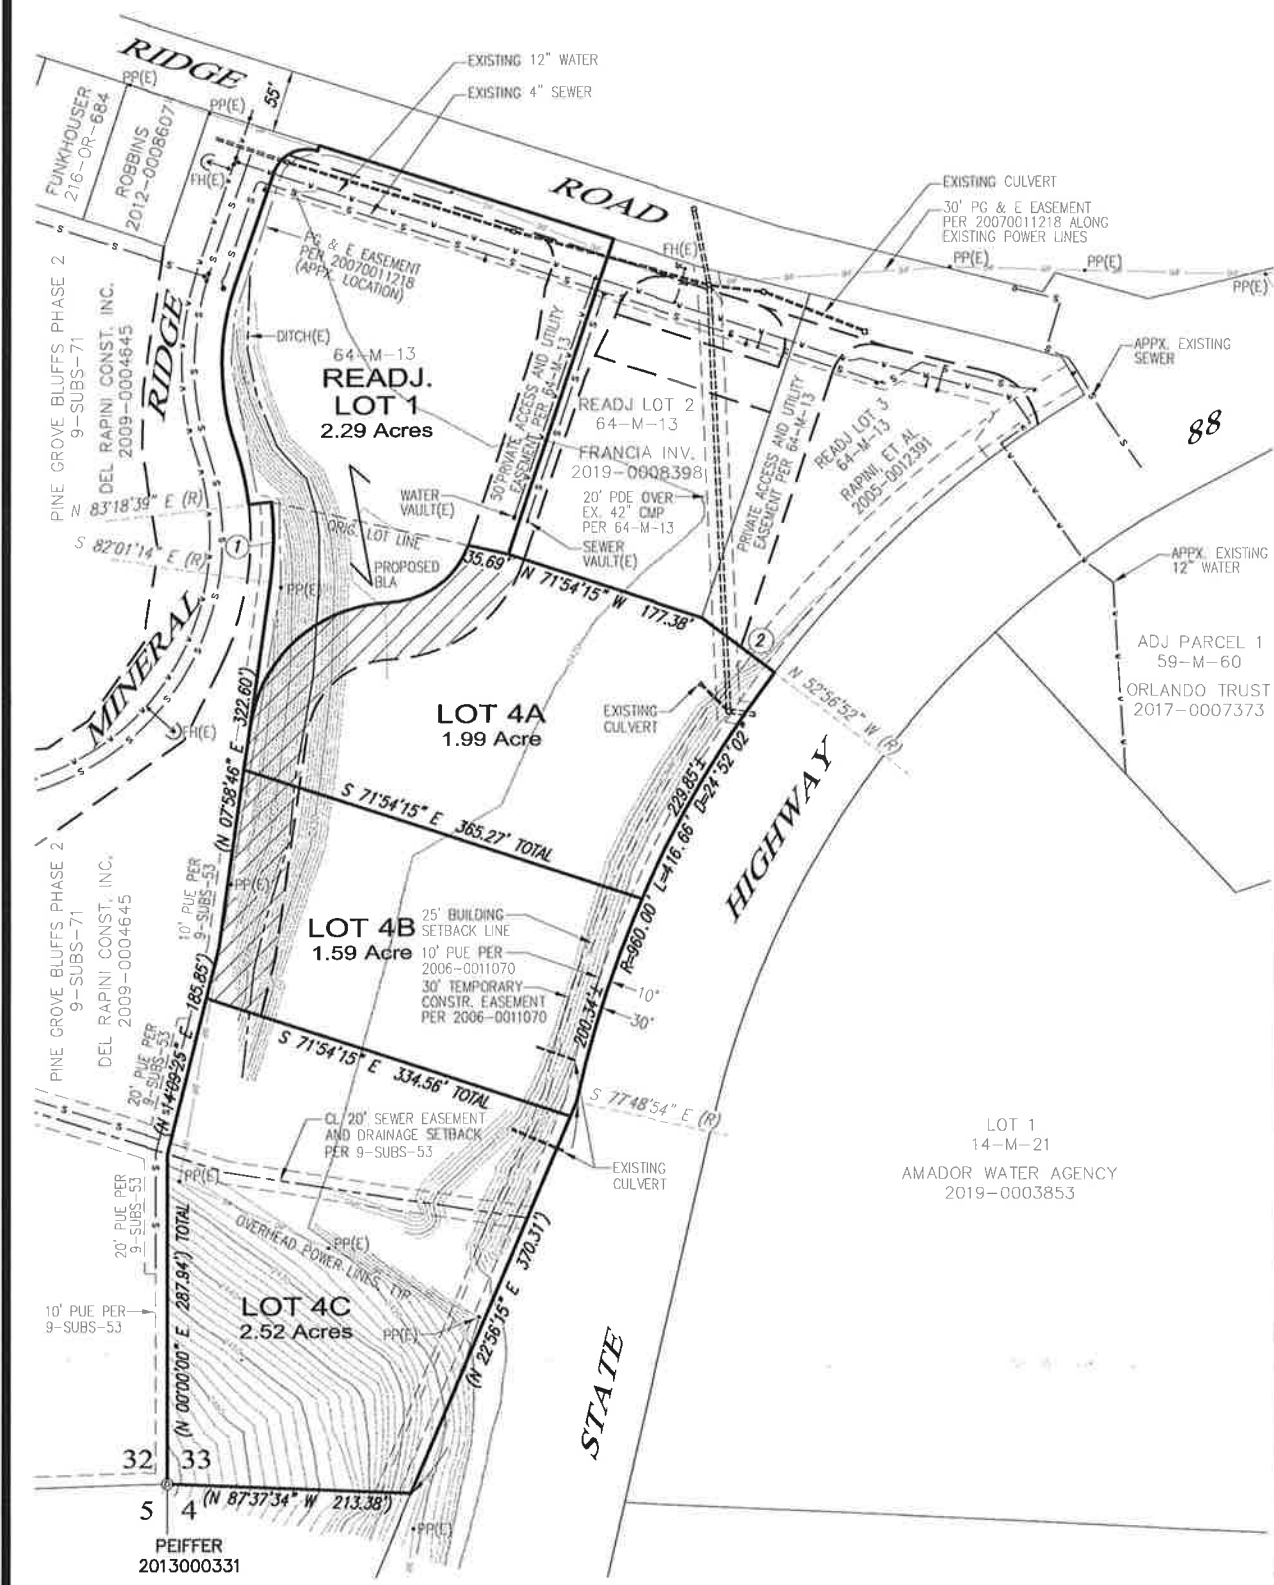 RIDGE
ROAD
55'
EXISTING 12" WATER
EXISTING 4" SEWER
PP(E)
PP(E)
FUNKHOUSER
216-OR-684
ROBBINS
2012-0008607
FH(E)
PG & E EASEMENT
PER 20070011218
(APPX. LOCATION)
FH(E)
EXISTING CULVERT
30' PG & E EASEMENT
PER 20070011218 ALONG
EXISTING POWER LINES
PP(E)
PP(E)
PP(E)
APPX. EXISTING
SEWER
88
PINE GROVE BLUFFS PHASE 2
9-SUBS-71
DEL RAPINI CONST. INC.
2009-0004645
RIDGE
DITCH(E)
64-M-13
READJ.
LOT 1
2.29 Acres
50' PRIVATE ACCESS AND UTILITY
EASEMENT PER 64-M-13
READJ LOT 2
64-M-13
FRANCIA INV.
2019-0008398
20' PDE OVER
EX. 42" CMP
PER 64-M-13
PRIVATE ACCESS AND UTILITY
EASEMENT PER 64-M-13
READJ LOT 3
64-M-13
RAPINI, ET AL
2005-0012391
N 83°18'39" E (R)
S 82°01'14" E (R)
1
WATER
VAULT(E)
SEWER
VAULT(E)
ORIG. LOT LINE
PROPOSED
BLA
PP(E)
35.69'
N 71°54'15" W 177.38'
2
APPX. EXISTING
12" WATER
ADJ PARCEL 1
59-M-60
ORLANDO TRUST
2017-0007373
MINERAL
FH(E)
(N 07°58'46" E 322.60')
LOT 4A
1.99 Acre
EXISTING
CULVERT
N 52°56'52" W (R)
229.85'±
R=960.00' L=416.66' D=24°52'02"
HIGHWAY
S 71°54'15" E 365.27' TOTAL
PINE GROVE BLUFFS PHASE 2
9-SUBS-71
DEL RAPINI CONST, INC.
2009-0004645
10' PUE PER
9-SUBS-53
PP(E)
LOT 4B
1.59 Acre
25' BUILDING
SETBACK LINE
10' PUE PER
2006-0011070
30' TEMPORARY
CONSTR. EASEMENT
PER 2006-0011070
10"
30'
200.34'±
(N 14°09'25" E 185.85')
20' PUE PER
9-SUBS-53
S 71°54'15" E 334.56' TOTAL
S 77°48'54" E (R)
CL 20' SEWER EASEMENT
AND DRAINAGE SETBACK
PER 9-SUBS-53
EXISTING
CULVERT
LOT 1
14-M-21
AMADOR WATER AGENCY
2019-0003853
20' PUE PER
9-SUBS-53
PP(E)
OVERHEAD POWER LINES, TYP
PP(E)
10' PUE PER
9-SUBS-53
(N 00°00'00" E 287.94') TOTAL
LOT 4C
2.52 Acres
PP(E)
(N 22°56'15" E 370.31')
STATE
32 33
5 4
(N 87°37'34" W 213.38')
PP(E)
PEIFFER
2013000331